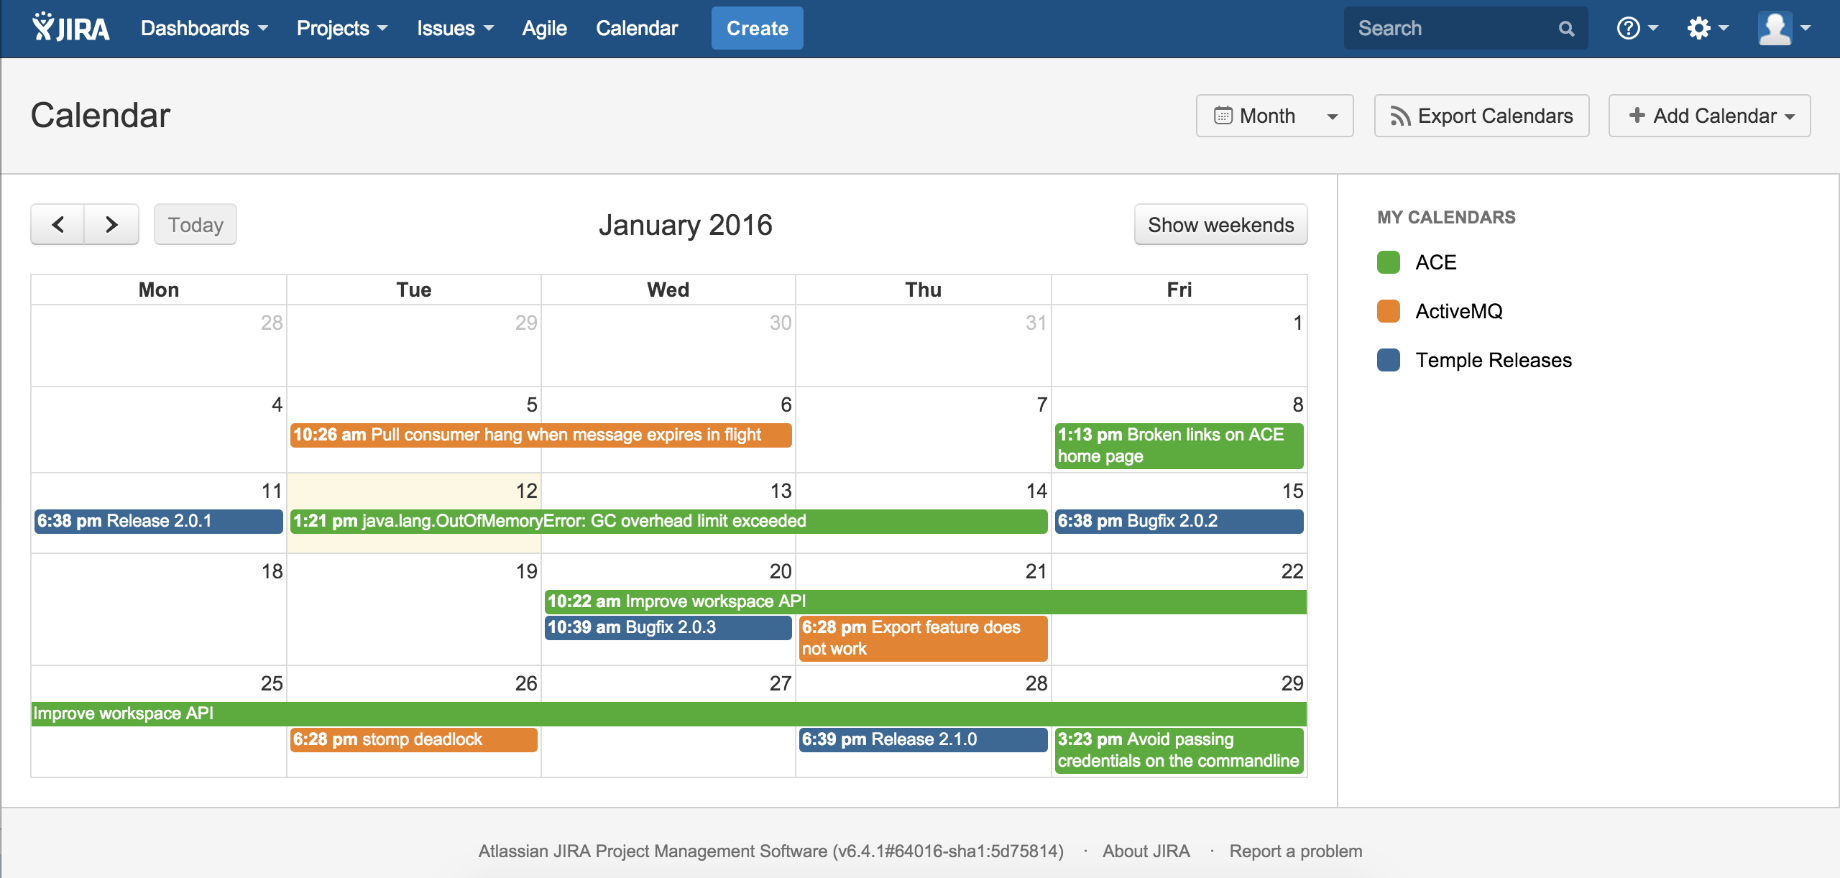 JIRA Dashboards Projects Issues Agile Calendar Create Search ?
Calendar Month Export Calendars + Add Calendar
Today January 2016 Show weekends
Mon Tue Wed Thu Fri
28 29 30 31 1
4 5 6 7 8
10:26 am Pull consumer hang when message expires in flight
1:13 pm Broken links on ACE
home page
11 12 13 14 15
6:38 pm Release 2.0.1
1:21 pm java.lang.OutOfMemoryError: GC overhead limit exceeded
6:38 pm Bugfix 2.0.2
18 19 20 21 22
10:22 am Improve workspace API
10:39 am Bugfix 2.0.3
6:28 pm Export feature does
not work
25 26 27 28 29
Improve workspace API
6:28 pm stomp deadlock
6:39 pm Release 2.1.0
3:23 pm Avoid passing
credentials on the commandline
MY CALENDARS
ACE
ActiveMQ
Temple Releases
Atlassian JIRA Project Management Software (v6.4.1#64016-sha1:5d75814) · About JIRA · Report a problem